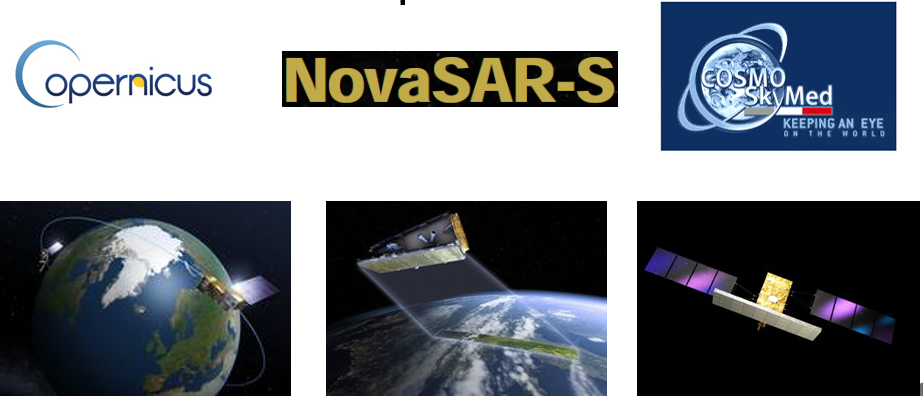 Copernicus
NovaSAR-S
COSMO
SkyMed
KEEPING AN EYE
ON THE WORLD